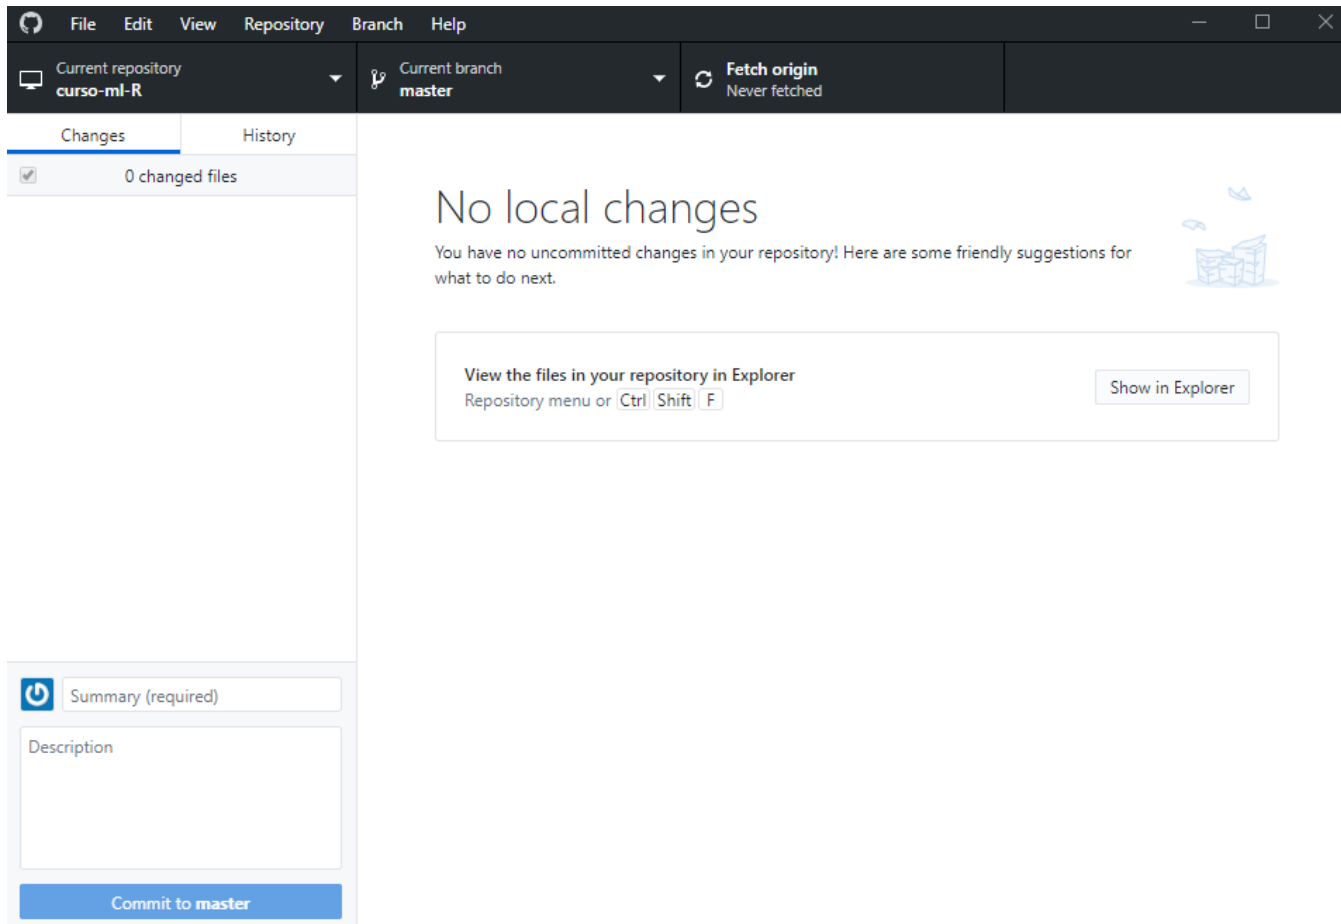 File Edit View Repository Branch Help
Current repository
curso-ml-R
Current branch
master
Fetch origin
Never fetched
Changes History
0 changed files
No local changes
You have no uncommitted changes in your repository! Here are some friendly suggestions for
what to do next.
View the files in your repository in Explorer
Repository menu or Ctrl Shift F
Show in Explorer
Summary (required)
Description
Commit to master